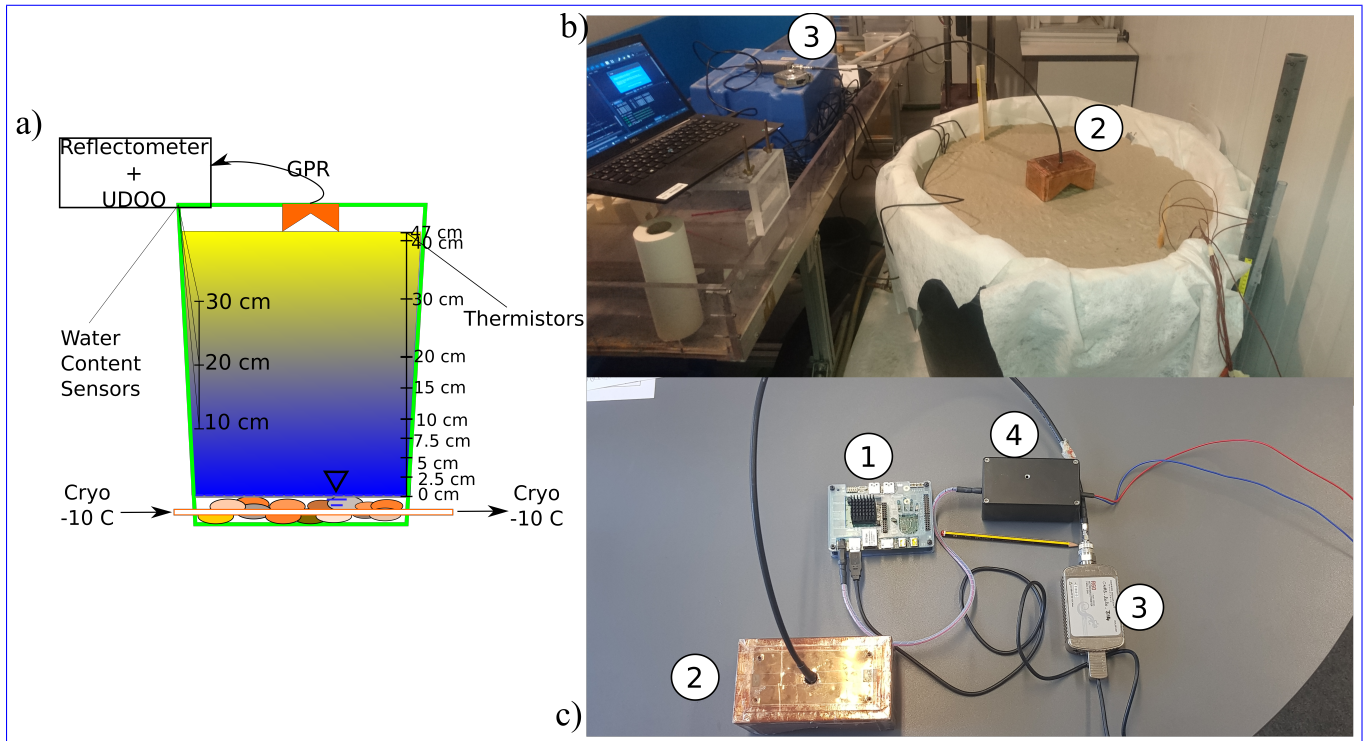 a)
Reflectometer
+
UDOO
GPR
47 cm
40 cm
30 cm
20 cm
15 cm
10 cm
7.5 cm
5 cm
2.5 cm
0 cm
30 cm
20 cm
10 cm
Water
Content
Sensors
Thermistors
Cryo
-10 C
Cryo
-10 C
b)
3
2
c)
1
4
2
3